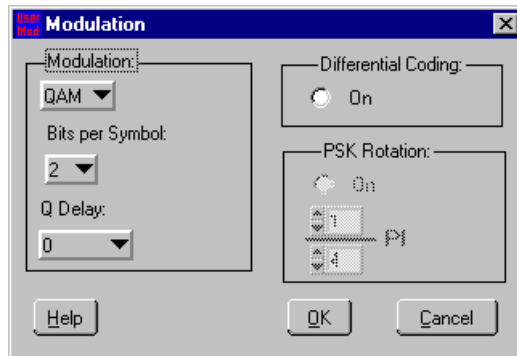 User Mod Modulation
Modulation:
QAM
Bits per Symbol:
2
Q Delay:
0
Differential Coding:
On
PSK Rotation:
On
1
PI
4
Help
OK
Cancel